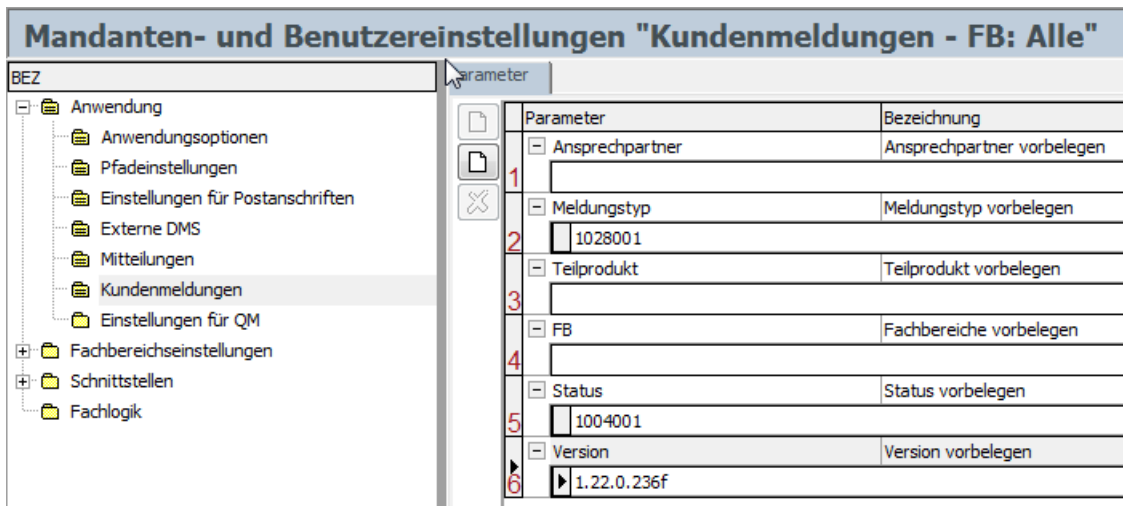 Mandanten- und Benutzereinstellungen "Kundenmeldungen - FB: Alle"
BEZ
Anwendung
Anwendungsoptionen
Pfadeinstellungen
Einstellungen für Postanschriften
Externe DMS
Mitteilungen
Kundenmeldungen
Einstellungen für QM
Fachbereichseinstellungen
Schnittstellen
Fachlogik
arameter
Parameter Bezeichnung
Ansprechpartner Ansprechpartner vorbelegen
1
Meldungstyp Meldungstyp vorbelegen
2 1028001
Teilprodukt Teilprodukt vorbelegen
3
FB Fachbereiche vorbelegen
4
Status Status vorbelegen
5 1004001
Version Version vorbelegen
6 1.22.0.236f